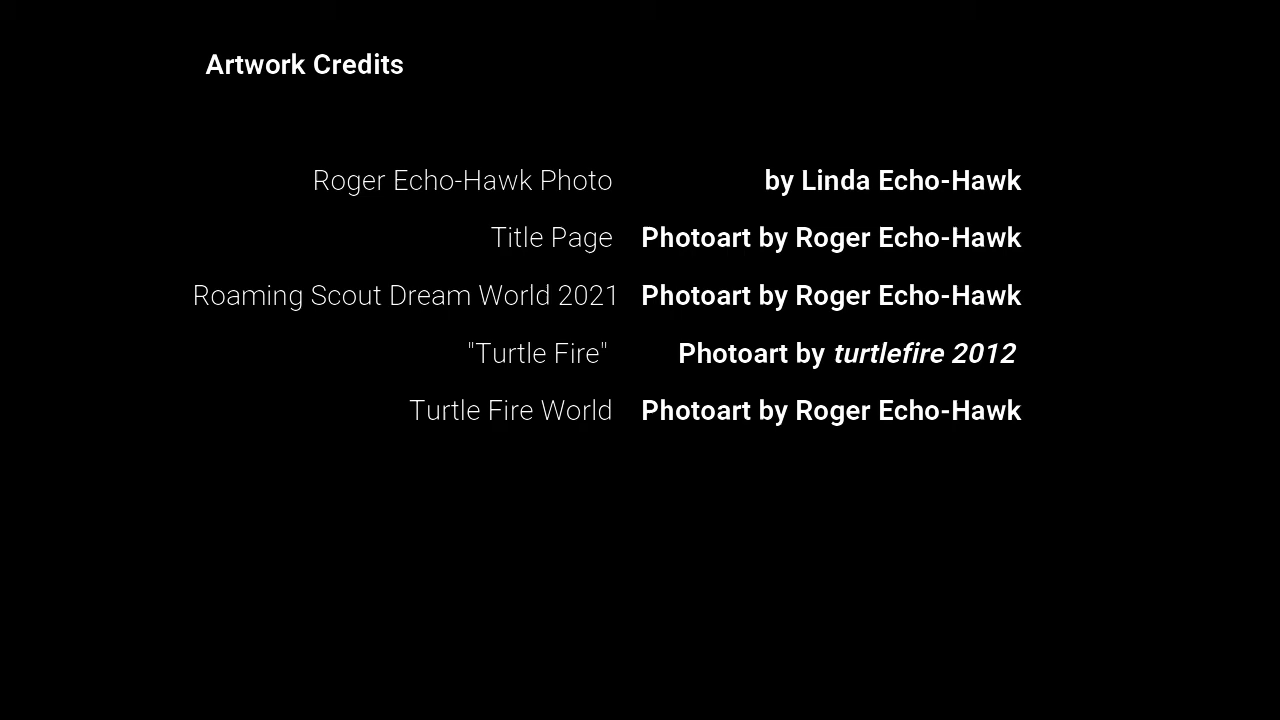 Artwork Credits
Roger Echo-Hawk Photo by Linda Echo-Hawk
Title Page Photoart by Roger Echo-Hawk
Roaming Scout Dream World 2021 Photoart by Roger Echo-Hawk
"Turtle Fire" Photoart by turtlefire 2012
Turtle Fire World Photoart by Roger Echo-Hawk